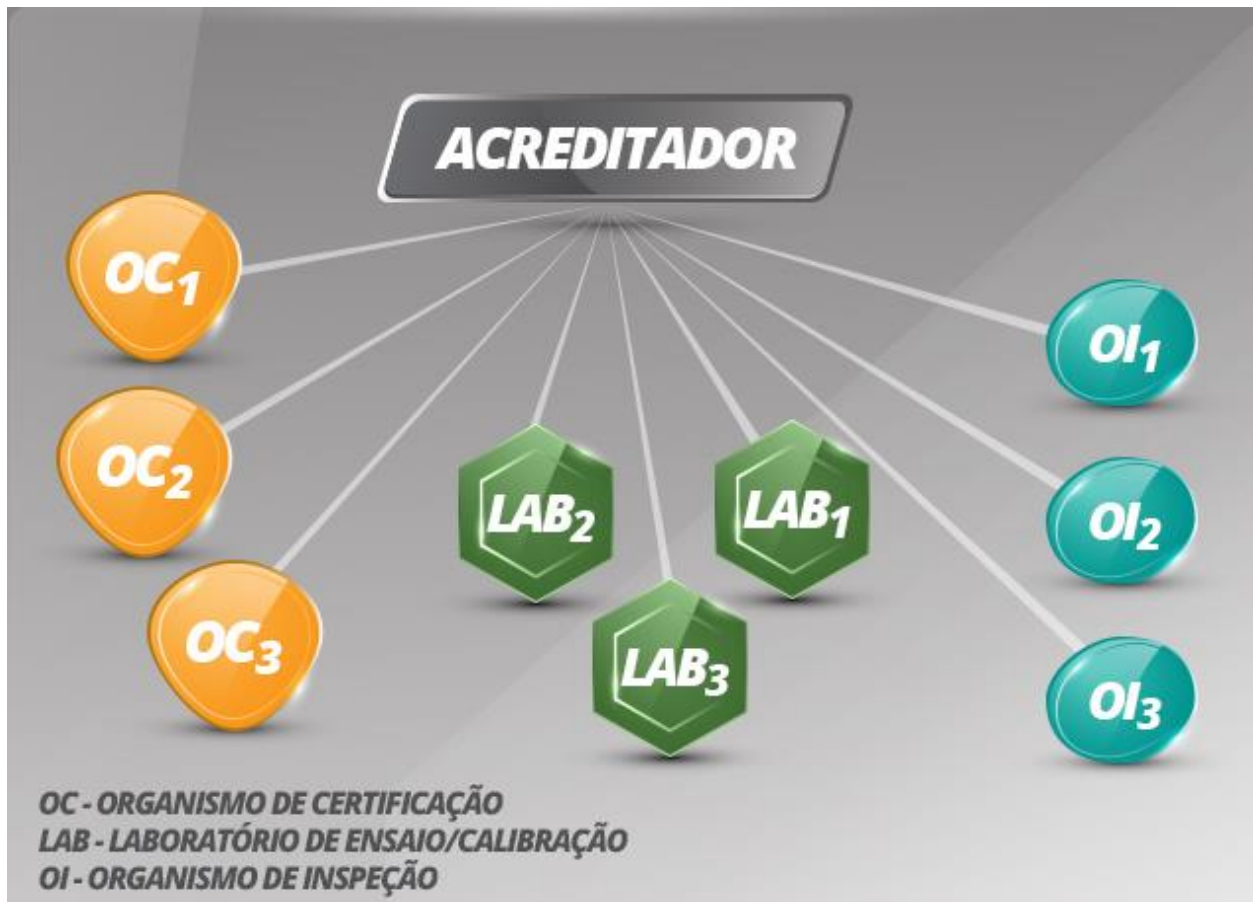 ACREDITADOR
OC1
OC2
OC3
LAB2
LAB1
LAB3
OI1
OI2
OI3
OC - ORGANISMO DE CERTIFICAÇÃO
LAB - LABORATÓRIO DE ENSAIO/CALIBRAÇÃO
OI - ORGANISMO DE INSPEÇÃO